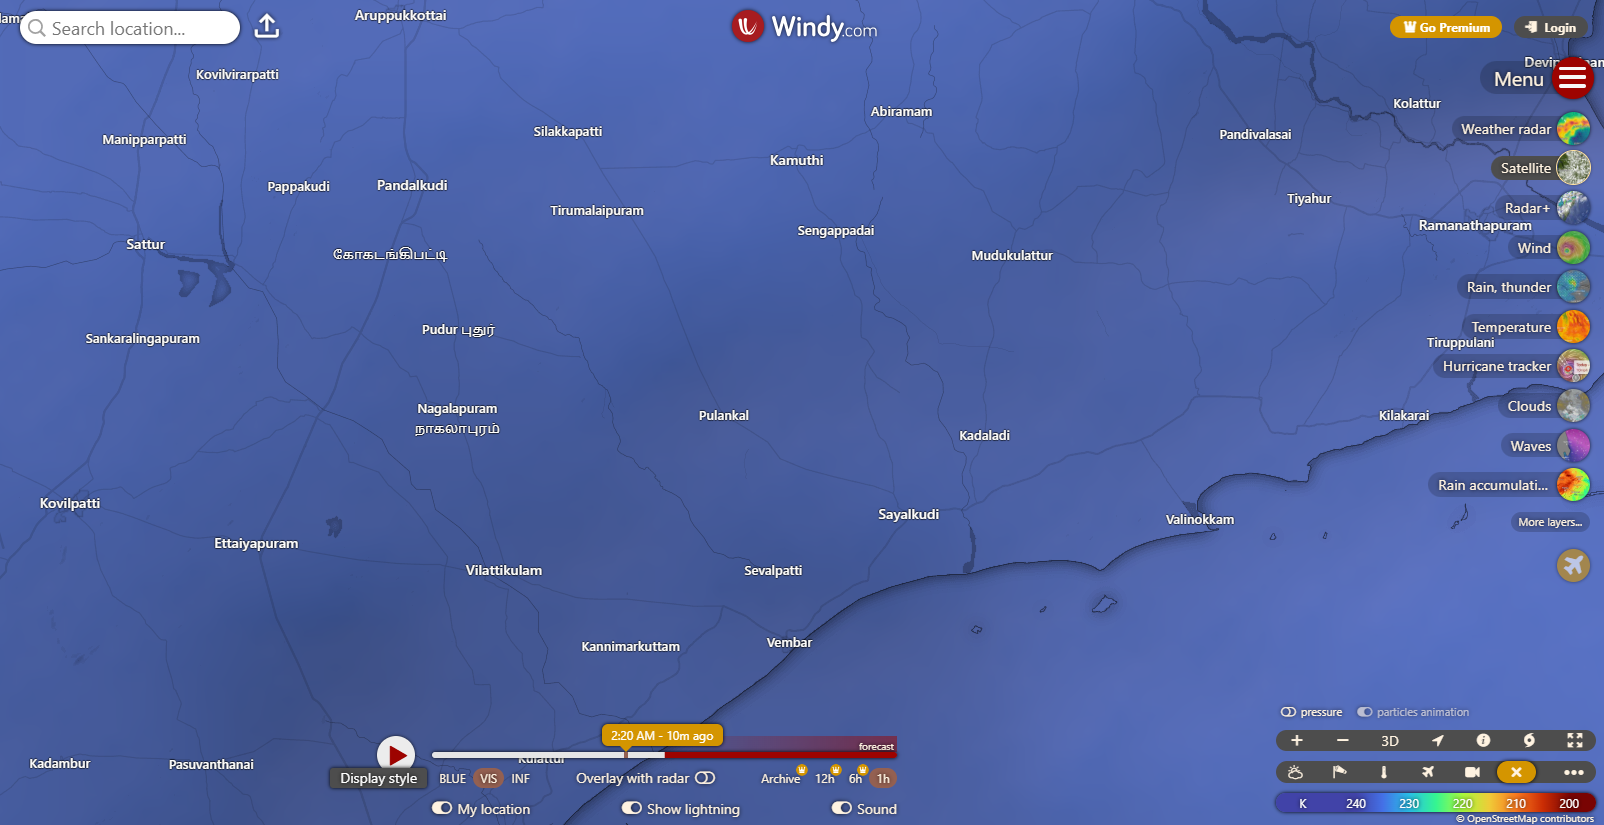 Aruppukkottai
Search location...
Windy.com
Go Premium
Login
Kovilvirarpatti
Menu
Kolattur
Abiramam
Silakkapatti
Pandivalasai
Weather radar
Manipparpatti
Kamuthi
Satellite
Pappakudi
Pandalkudi
Tirumalaipuram
Tiyahur
Radar+
Ramanathapuram
Sengappadai
Sattur
Wind
கோகடங்கிபட்டி
Mudukulattur
Rain, thunder
Pudur புதுர்
Temperature
Sankaralingapuram
Tiruppulani
Hurricane tracker
Nagalapuram
நாகலாபுரம்
Clouds
Pulankal
Kilakarai
Kadaladi
Waves
Rain accumulati...
Kovilpatti
Sayalkudi
Valinokkam
More layers...
Ettaiyapuram
Vilattikulam
Sevalpatti
Kannimarkuttam
Vembar
pressure
particles animation
2:20 AM - 10m ago
forecast
3D
Kadambur
Pasuvanthanai
Kulattur
Display style
BLUE
VIS
INF
Overlay with radar
Archive
12h
6h
1h
My location
Show lightning
Sound
K 240 230 220 210 200
© OpenStreetMap contributors